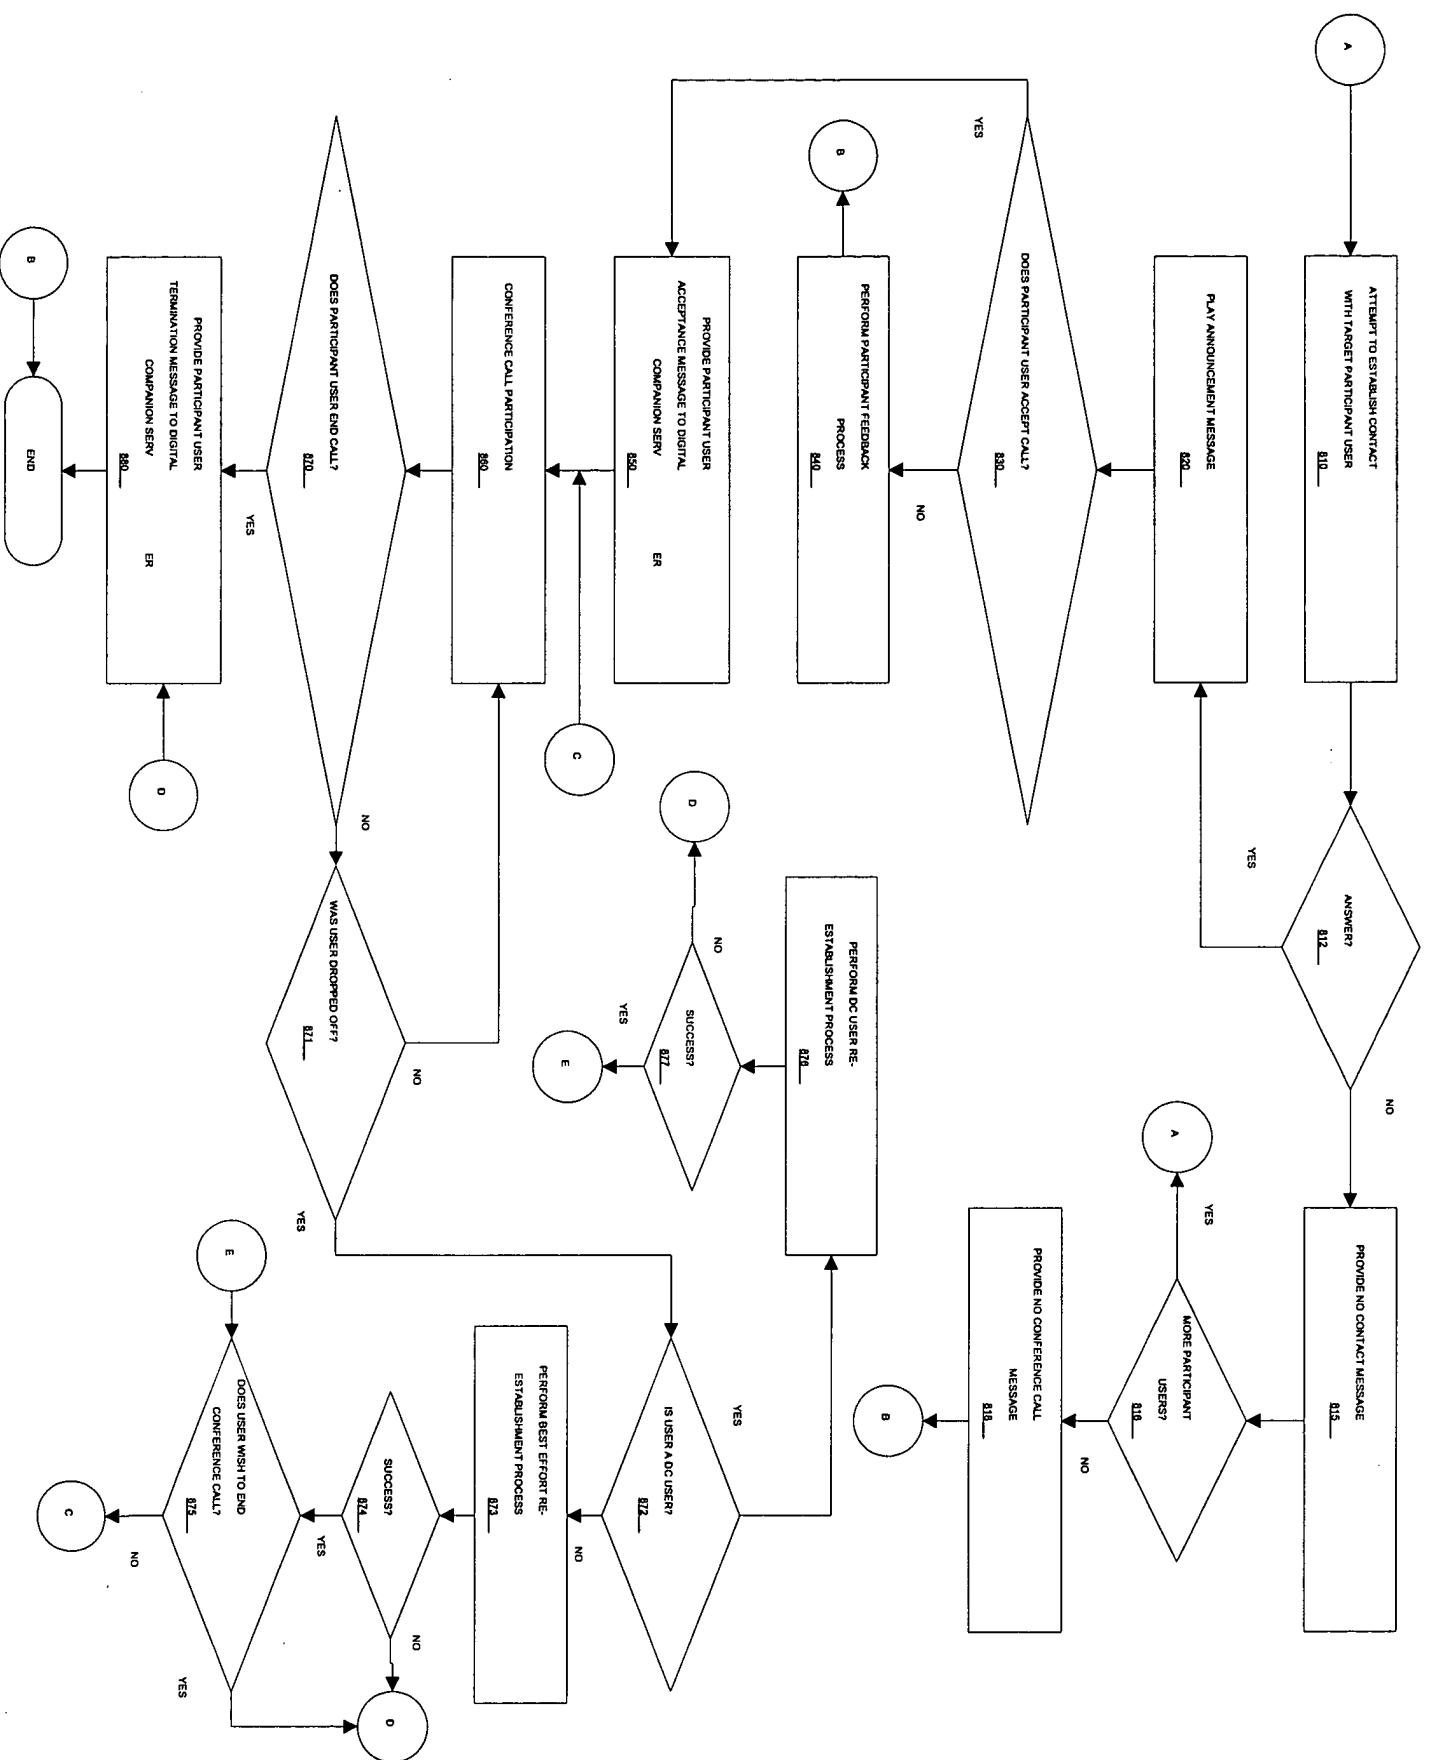 A
ATTEMPT TO ESTABLISH CONTACT
WITH TARGET PARTICIPANT USER
810
ANSWER?
812
NO
YES
PROVIDE NO CONTACT MESSAGE
815
PLAY ANNOUNCEMENT MESSAGE
820
A
YES
MORE PARTICIPANT
USERS?
816
NO
DOES PARTICIPANT USER ACCEPT CALL?
830
YES
NO
PROVIDE NO CONFERENCE CALL
MESSAGE
818
B
B
PERFORM PARTICIPANT FEEDBACK
PROCESS
840
PERFORM DC USER RE-
ESTABLISHMENT PROCESS
876
PROVIDE PARTICIPANT USER
ACCEPTANCE MESSAGE TO DIGITAL
COMPANION SERV ER
850
D
NO
SUCCESS?
877
YES
E
YES
IS USER A DC USER?
872
NO
C
CONFERENCE CALL PARTICIPATION
860
PERFORM BEST EFFORT RE-
ESTABLISHMENT PROCESS
873
DOES PARTICIPANT USER END CALL?
870
NO
YES
WAS USER DROPPED OFF?
871
NO
YES
SUCCESS?
874
NO
YES
D
PROVIDE PARTICIPANT USER
TERMINATION MESSAGE TO DIGITAL
COMPANION SERV ER
880
D
E
DOES USER WISH TO END
CONFERENCE CALL?
875
YES
NO
C
B
END